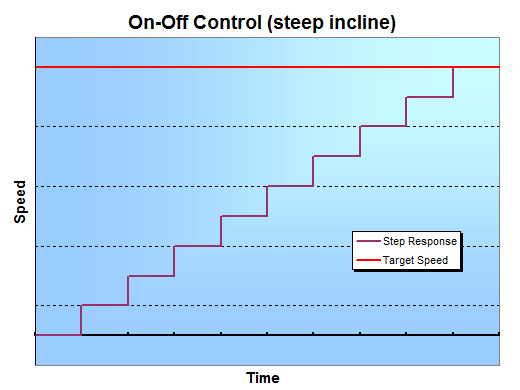 On-Off Control (steep incline)
Speed
Step Response
Target Speed
Time